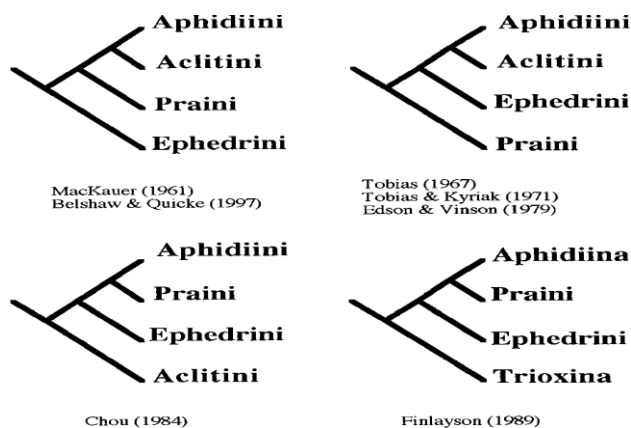 Aphidiini
Aclitini
Praini
Ephedrini
MacKauer (1961)
Belshaw & Quicke (1997)
Aphidiini
Aclitini
Ephedrini
Praini
Tobias (1967)
Tobias & Kyriak (1971)
Edson & Vinson (1979)
Aphidiini
Praini
Ephedrini
Aclitini
Chou (1984)
Aphidiina
Praini
Ephedrini
Trioxina
Finlayson (1989)